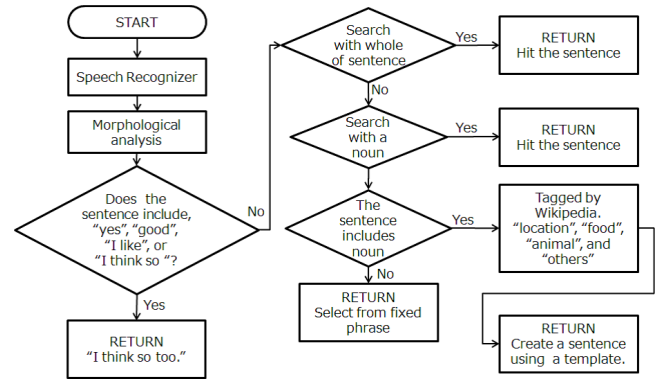 START
Speech Recognizer
Morphological
analysis
Does the
sentence include,
“yes”, “good”,
“I like”, or
“I think so “?
No
Yes
RETURN
“I think so too.”
Search
with whole
of sentence
Yes
RETURN
Hit the sentence
No
Search
with a
noun
Yes
RETURN
Hit the sentence
The
sentence
includes
noun
Yes
Tagged by
Wikipedia.
“location”, “food”,
“animal”, and
“others”
No
RETURN
Select from fixed
phrase
RETURN
Create a sentence
using a template.